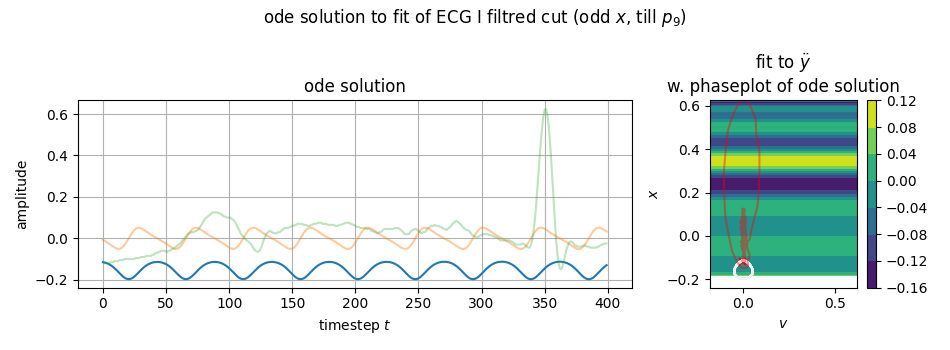 ode solution to fit of ECG I filtred cut (odd x, till p₉)
ode solution
amplitude
0.6
0.4
0.2
0.0
−0.2
0 50 100 150 200 250 300 350 400
timestep t
fit to ÿ
w. phaseplot of ode solution
x
0.6
0.4
0.2
0.0
−0.2
0.0 0.5
v
0.12
0.08
0.04
0.00
−0.04
−0.08
−0.12
−0.16